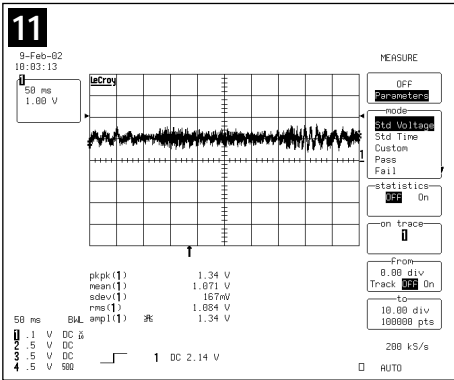 11
9-Feb-02
10:03:13
1
50 ms
1.00 V
LeCroy
1
pkpk(1) 1.34 V
mean(1) 1.071 V
sdev(1) 167mV
rms(1) 1.084 V
ampl(1) 1.34 V
50 ms BWL
1 .1 V DC X10
2 .5 V DC
3 .5 V DC
4 .5 V 50Ω
1 DC 2.14 V
MEASURE
OFF
Parameters
mode
Std Voltage
Std Time
Custom
Pass
Fail
statistics
OFF On
on trace
1
From
0.00 div
Track OFF On
to
10.00 div
100000 pts
200 kS/s
AUTO